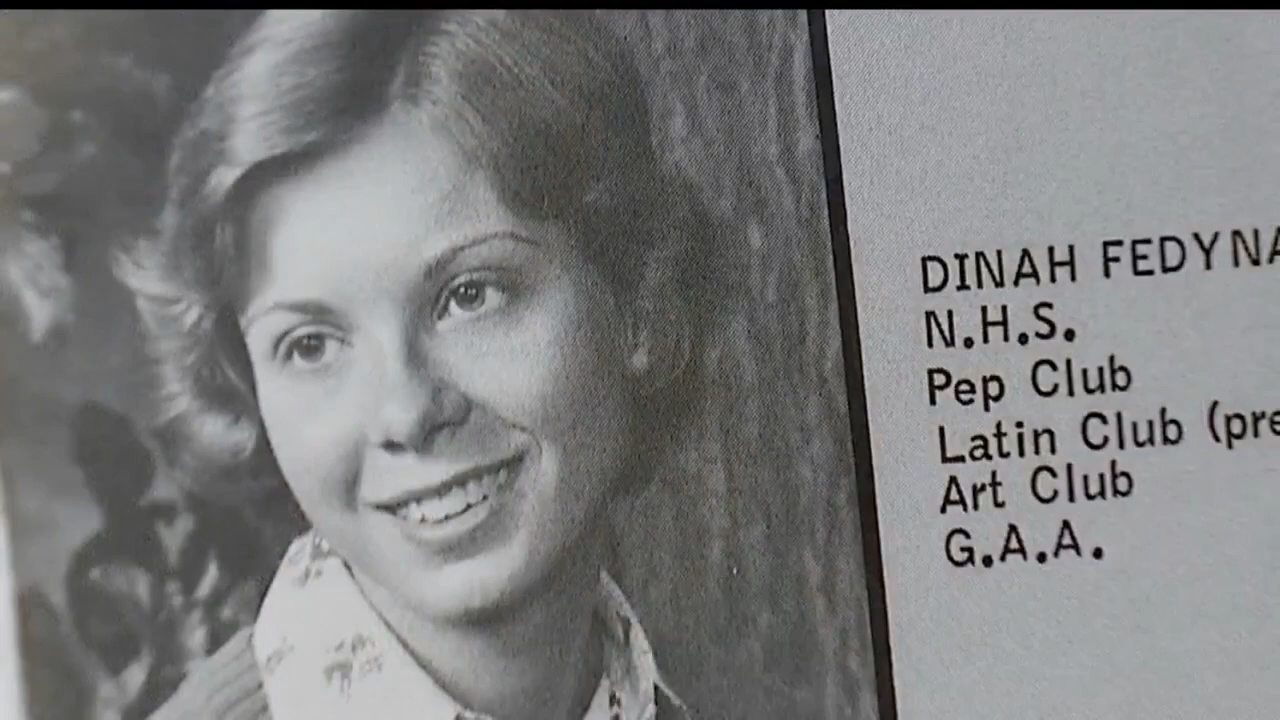 DINAH FEDYNA
N.H.S.
Pep Club
Latin Club (pre
Art Club
G.A.A.